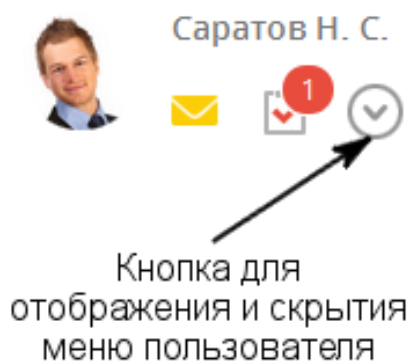 Саратов Н. С.
1
Кнопка для
отображения и скрытия
меню пользователя